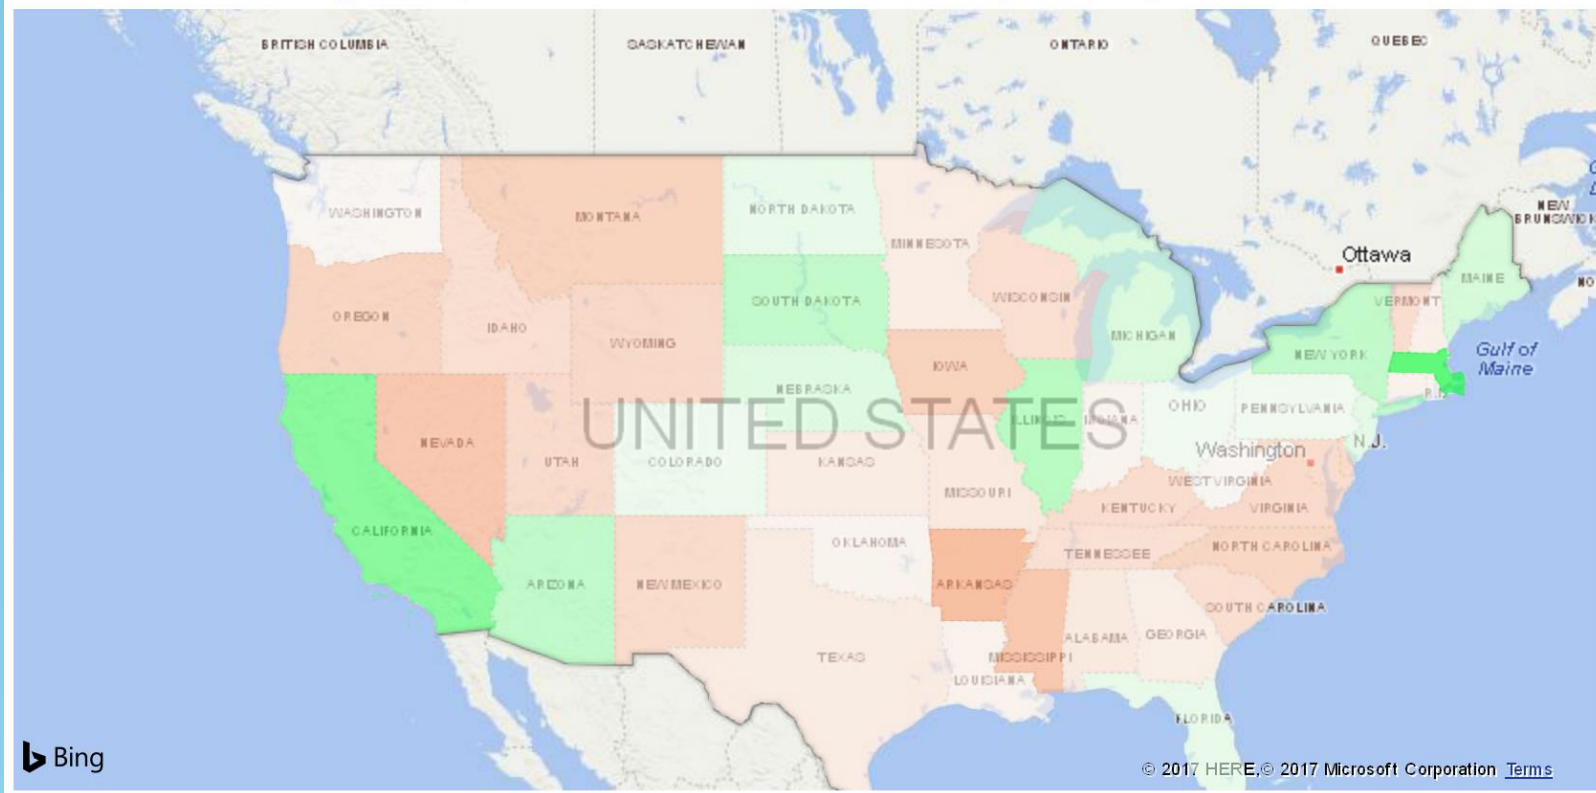 BRITISH COLUMBIA
SASKATCHEWAN
ONTARIO
QUEBEC
NEW
BRUNSWICK
WASHINGTON
MONTANA
NORTH DAKOTA
MINNESOTA
Ottawa
MAINE
NO
OREGON
IDAHO
WYOMING
SOUTH DAKOTA
WISCONSIN
MICHIGAN
VERMONT
NEW YORK
Gulf of
Maine
IOWA
NEBRASKA
R.I.
UNITED STATES
NEVADA
UTAH
COLORADO
KANSAS
ILLINOIS
INDIANA
OHIO
PENNSYLVANIA
N.J.
Washington
MISSOURI
WEST VIRGINIA
KENTUCKY
VIRGINIA
CALIFORNIA
ARIZONA
NEW MEXICO
OKLAHOMA
ARKANSAS
TENNESSEE
NORTH CAROLINA
SOUTH CAROLINA
TEXAS
MISSISSIPPI
ALABAMA
GEORGIA
LOUISIANA
FLORIDA
Bing
© 2017 HERE,© 2017 Microsoft Corporation Terms